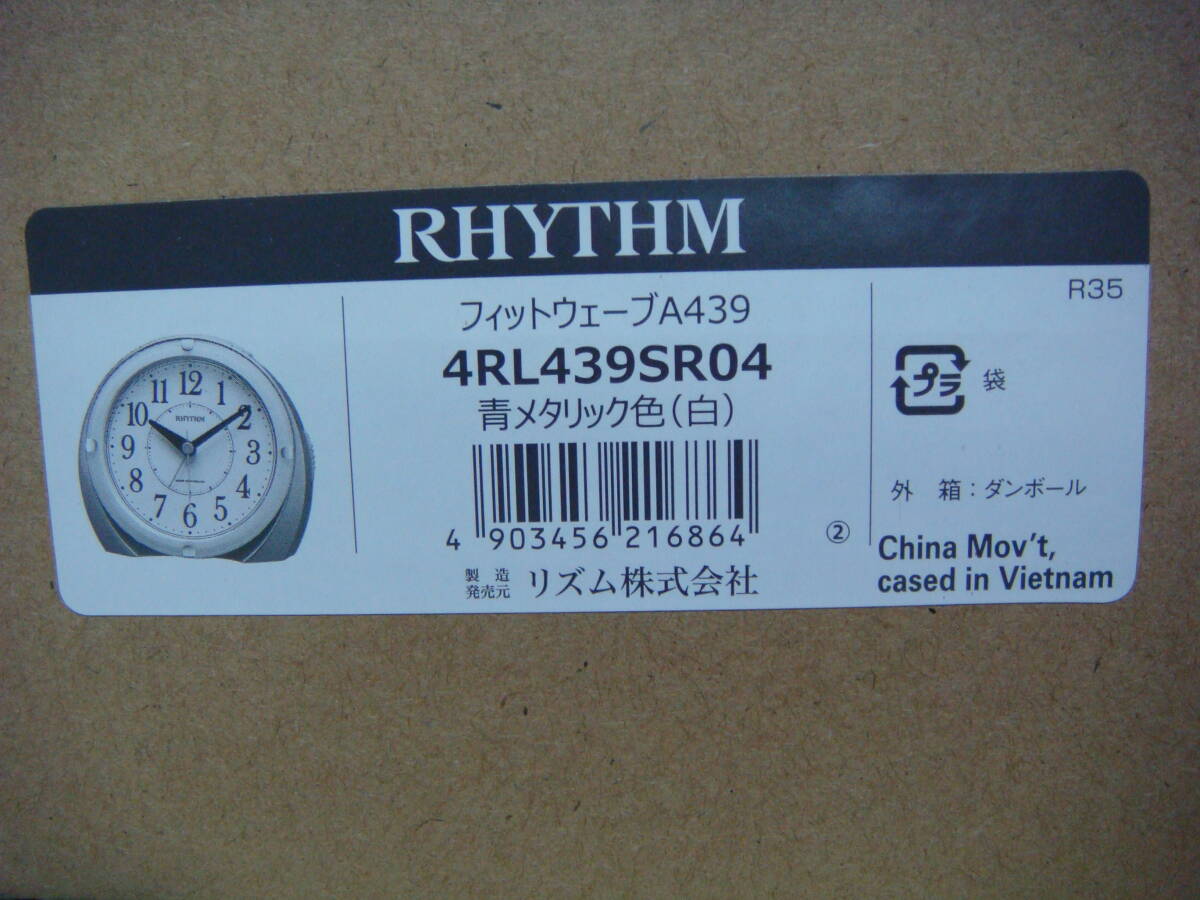 RHYTHM
フィットウェーブA439
4RL439SR04
青メタリック色(白)
4 903456 216864
製造
発売元 リズム株式会社
②
R35
プラ 袋
外 箱:ダンボール
China Mov't,
cased in Vietnam
12
1
2
3
4
5
6
7
8
9
10
11
RHYTHM